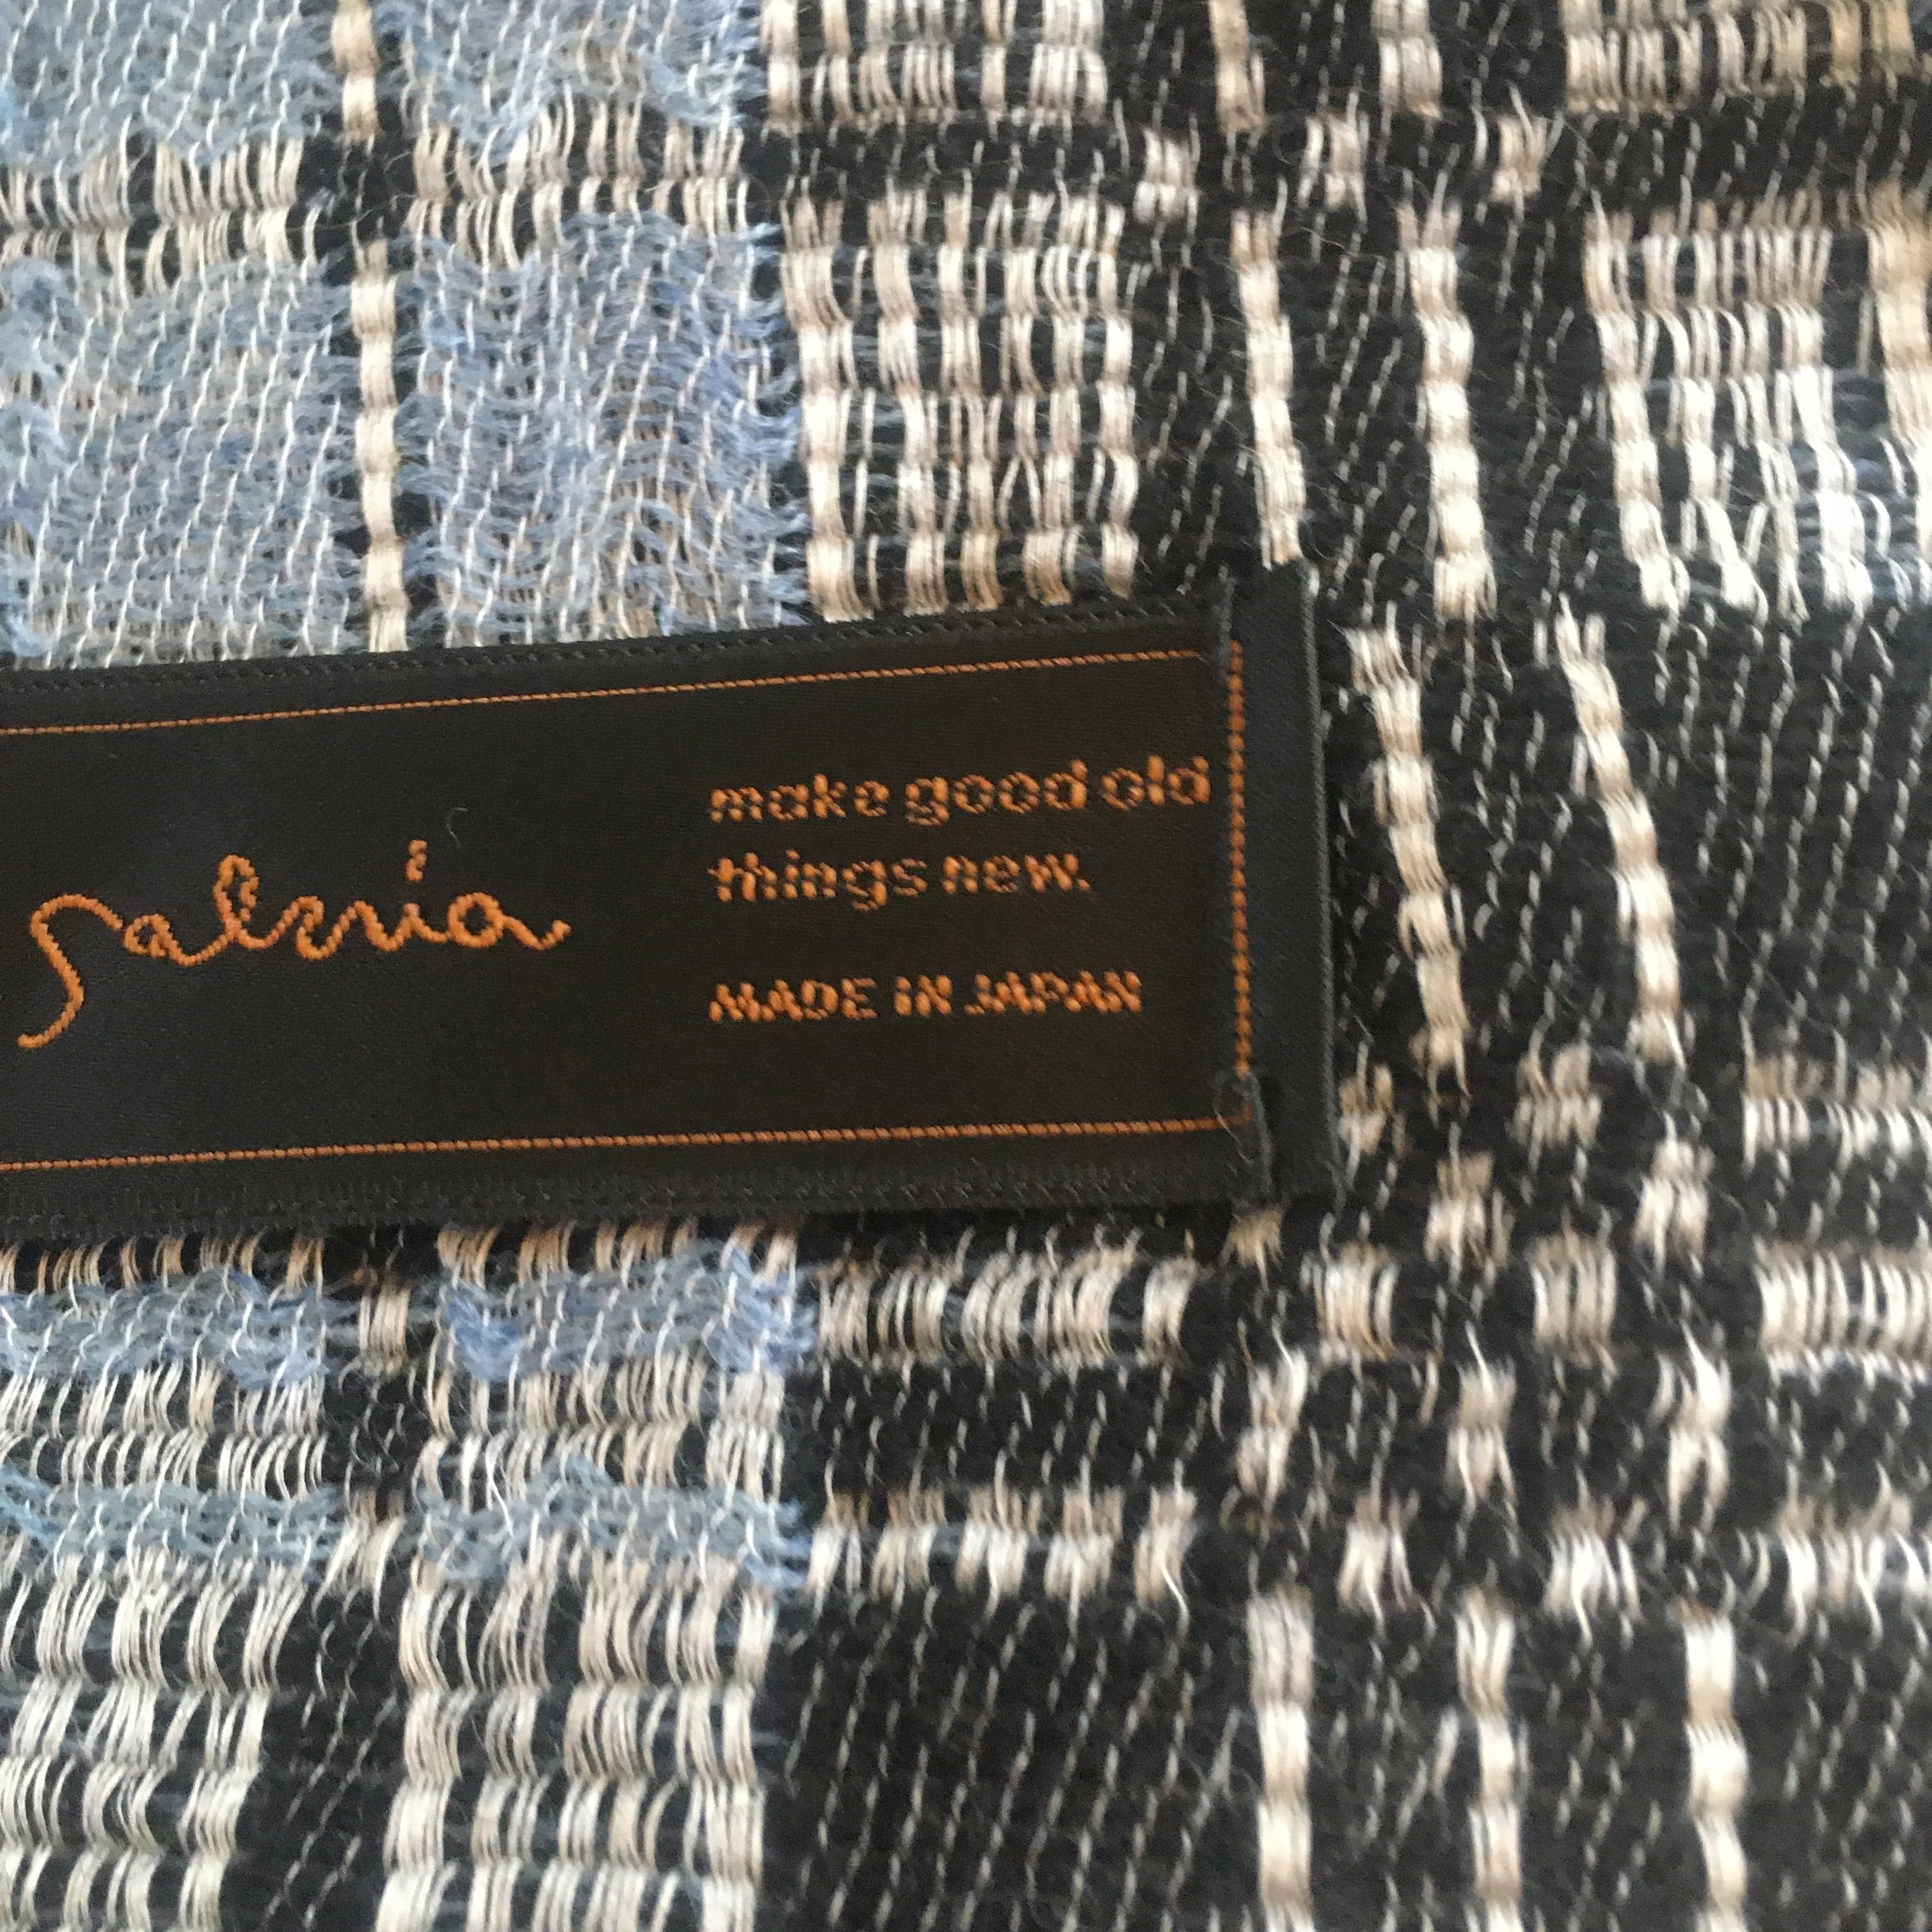 salvia
make good old
things new.
MADE IN JAPAN